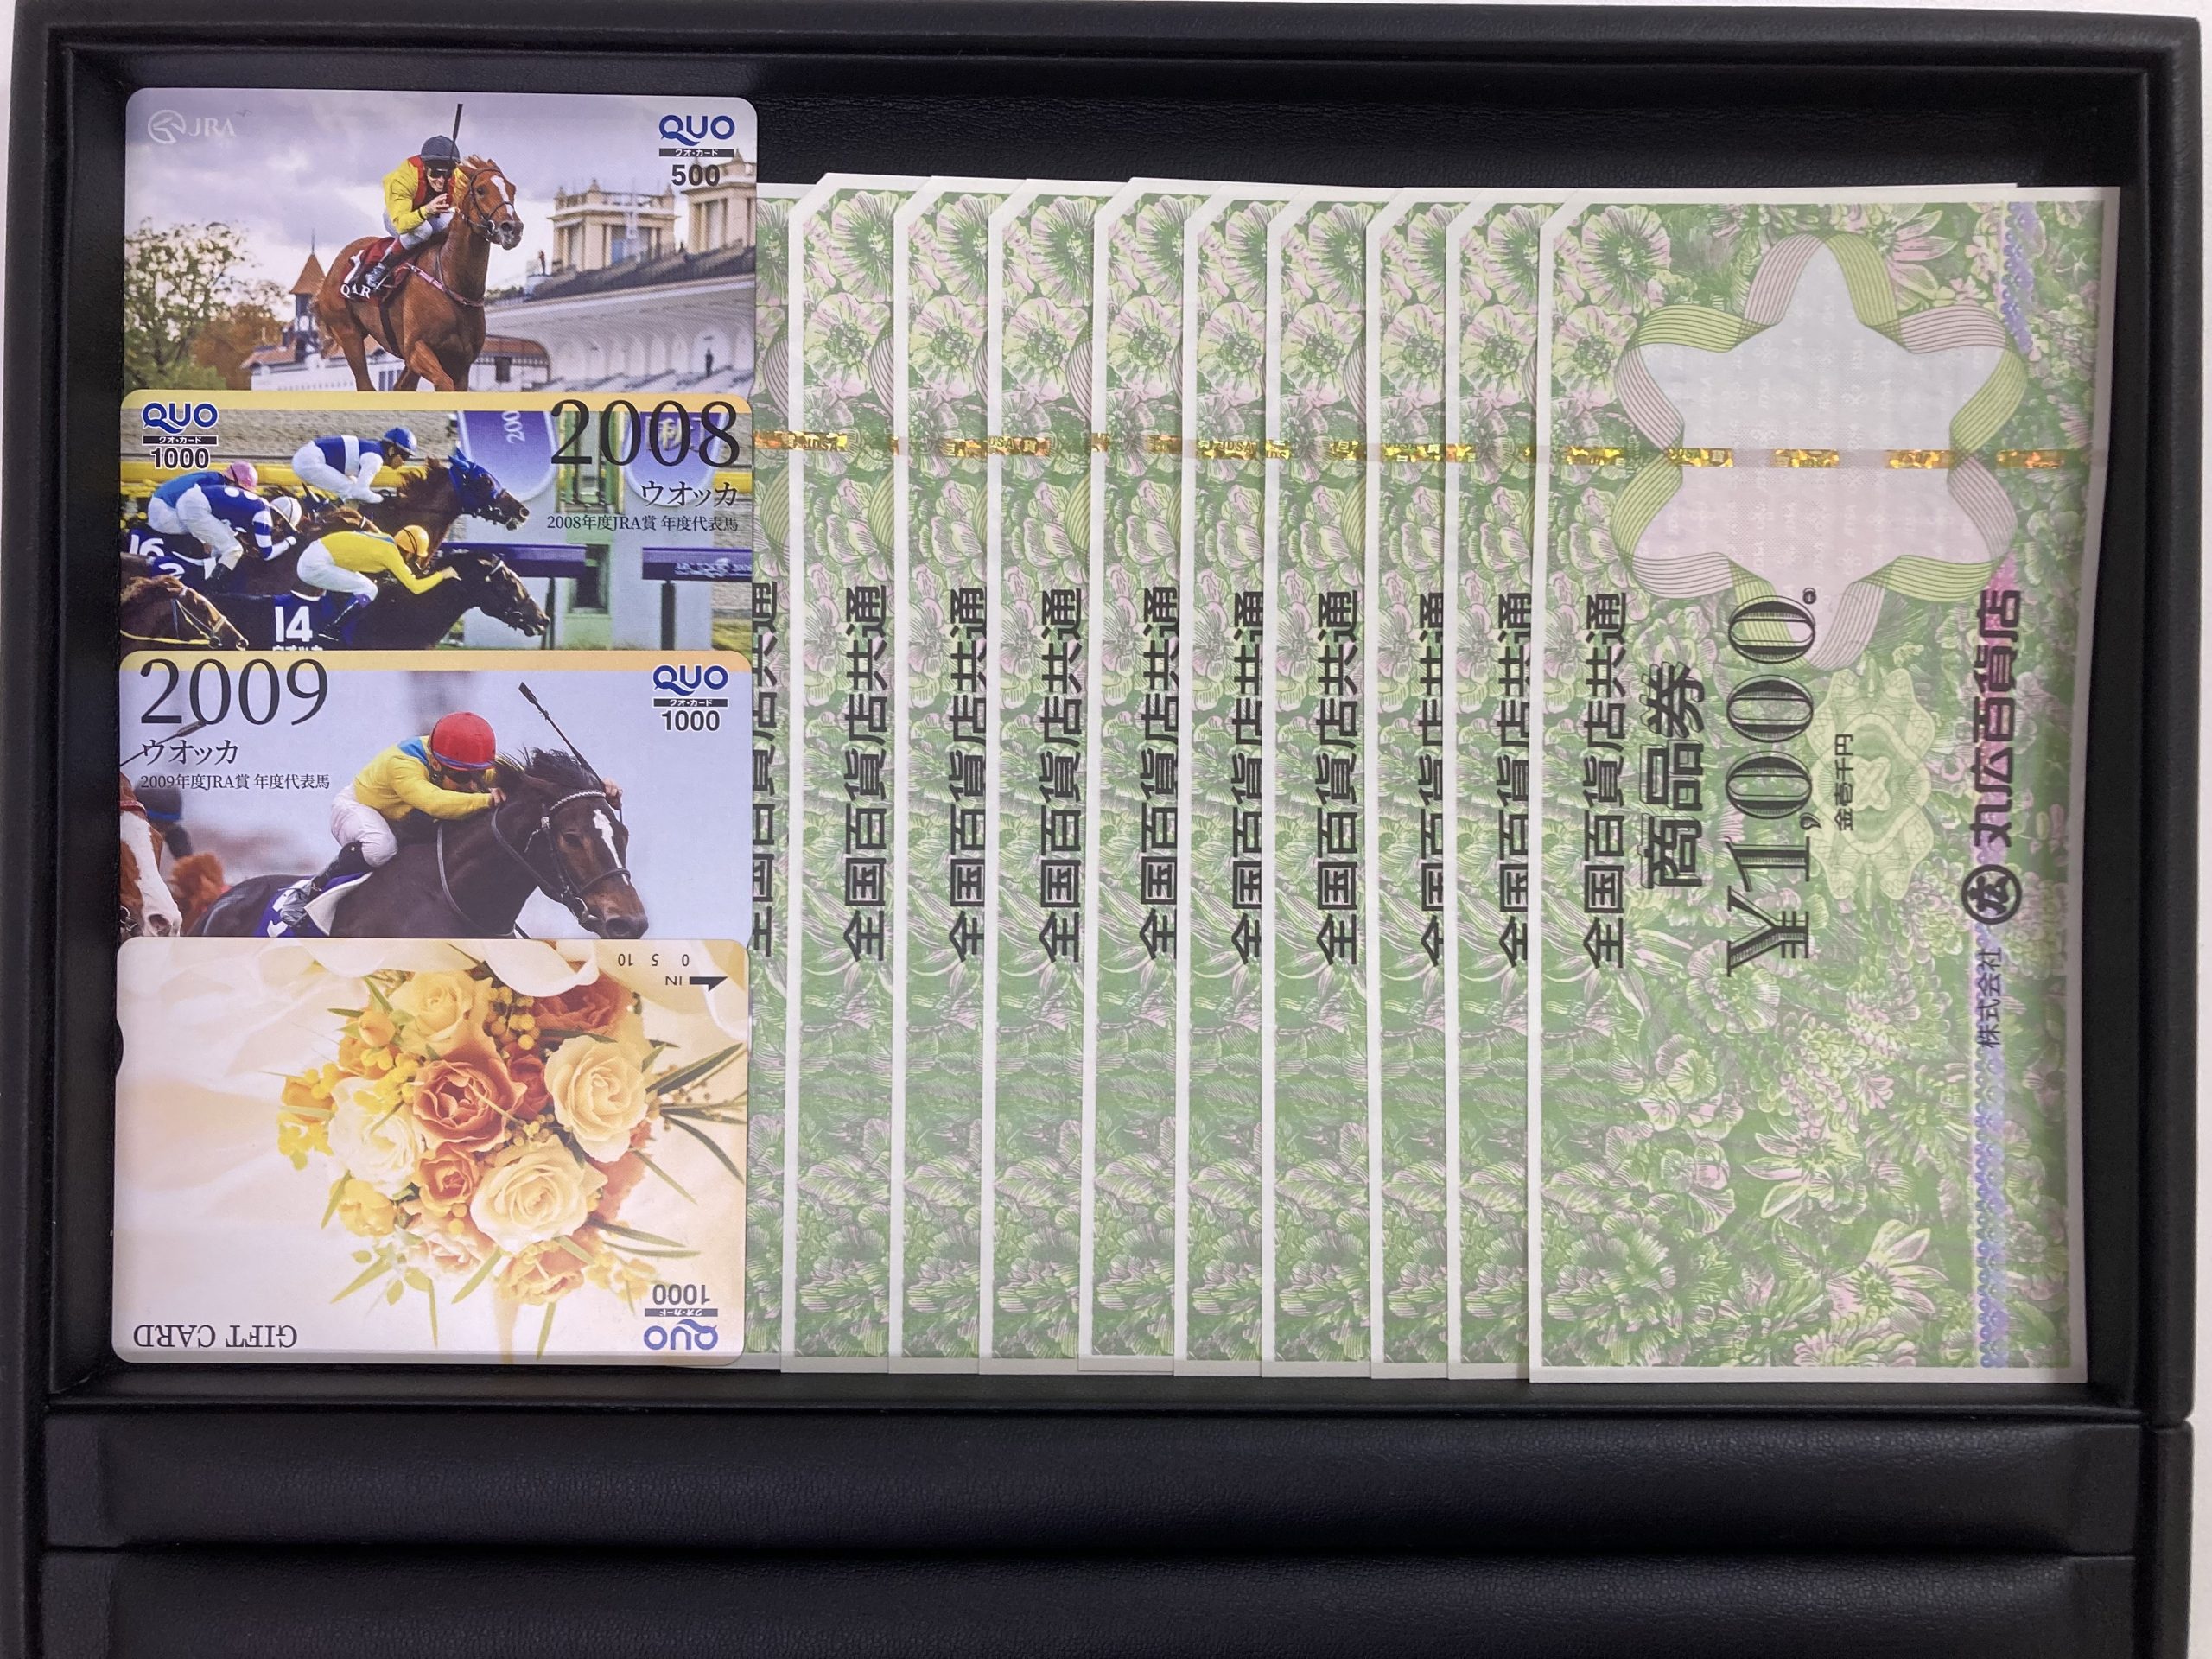 JRA
QUO
クオ・カード
500
QAR
QUO
クオ・カード
1000
2008
ウオッカ
2008年度JRA賞 年度代表馬
16
14
2009
ウオッカ
2009年度JRA賞 年度代表馬
QUO
クオ・カード
1000
0 5 10
IN
GIFT CARD
QUO
クオ・カード
1000
全国百貨店共通
全国百貨店共通
全国百貨店共通
全国百貨店共通
全国百貨店共通
全国百貨店共通
全国百貨店共通
全国百貨店共通
全国百貨店共通
全国百貨店共通
商品券
¥1,000.
金壱千円
株式会社 丸広百貨店